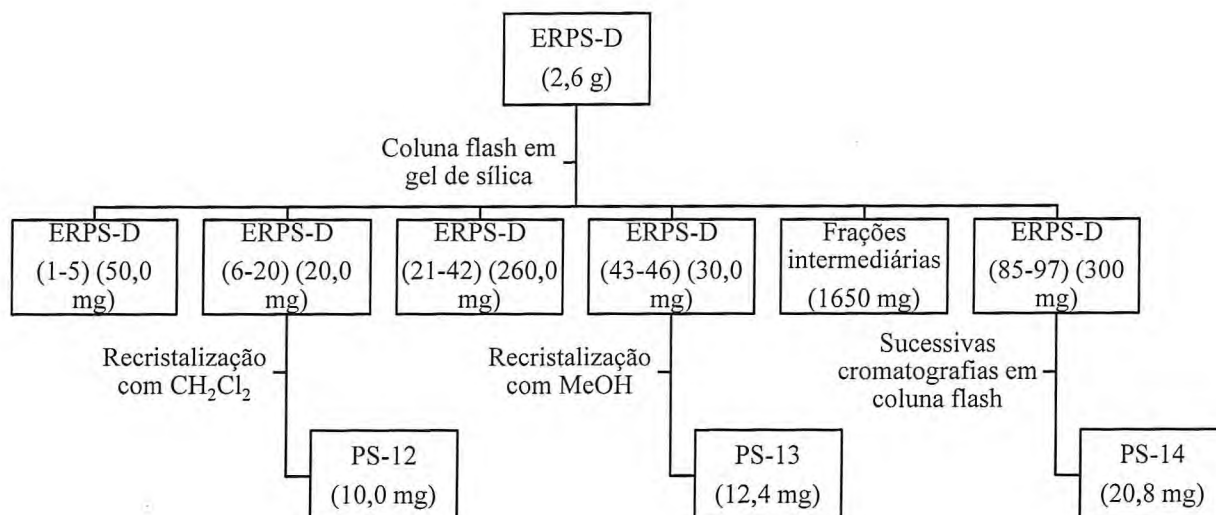 ERPS-D
(2,6 g)
Coluna flash em
gel de sílica
ERPS-D
(1-5) (50,0
mg)
ERPS-D
(6-20) (20,0
mg)
ERPS-D
(21-42) (260,0
mg)
ERPS-D
(43-46) (30,0
mg)
Frações
intermediárias
(1650 mg)
ERPS-D
(85-97) (300
mg)
Recristalização
com CH₂Cl₂
Recristalização
com MeOH
Sucessivas
cromatografias em
coluna flash
PS-12
(10,0 mg)
PS-13
(12,4 mg)
PS-14
(20,8 mg)